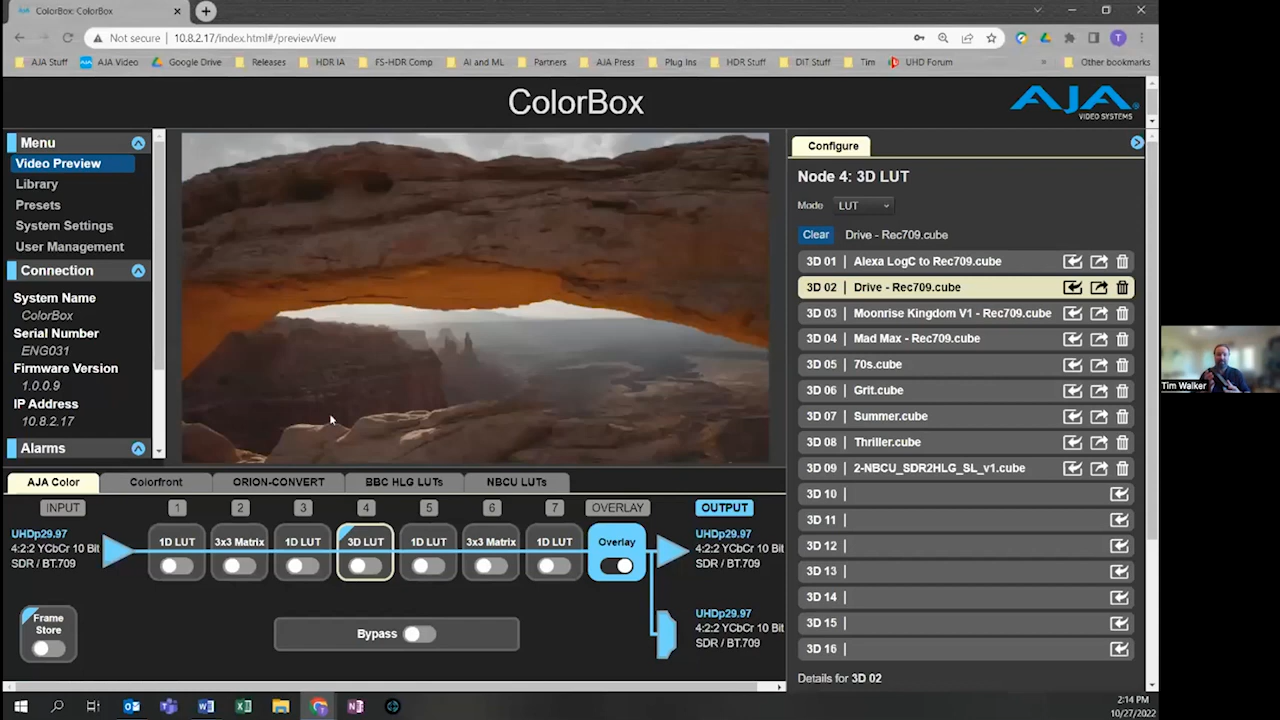 ColorBox: ColorBox
Not secure | 10.8.2.17/index.html#/previewView
T
AJA Stuff
AJA Video
Google Drive
Releases
HDR IA
FS-HDR Comp
AI and ML
Partners
AJA Press
Plug Ins
HDR Stuff
DIT Stuff
Tim
UHD Forum
»
Other bookmarks
ColorBox
AJA
VIDEO SYSTEMS
Menu
Video Preview
Library
Presets
System Settings
User Management
Connection
System Name
ColorBox
Serial Number
ENG031
Firmware Version
1.0.0.9
IP Address
10.8.2.17
Alarms
Configure
Node 4: 3D LUT
Mode LUT
Clear Drive - Rec709.cube
3D 01 | Alexa LogC to Rec709.cube
3D 02 | Drive - Rec709.cube
3D 03 | Moonrise Kingdom V1 - Rec709.cube
3D 04 | Mad Max - Rec709.cube
3D 05 | 70s.cube
3D 06 | Grit.cube
3D 07 | Summer.cube
3D 08 | Thriller.cube
3D 09 | 2-NBCU_SDR2HLG_SL_v1.cube
3D 10 |
3D 11 |
3D 12 |
3D 13 |
3D 14 |
3D 15 |
3D 16 |
Details for 3D 02
Tim Walker
AJA Color
Colorfront
ORION-CONVERT
BBC HLG LUTs
NBCU LUTs
INPUT
1
2
3
4
5
6
7
OVERLAY
OUTPUT
UHDp29.97
4:2:2 YCbCr 10 Bit
SDR / BT.709
1D LUT
3x3 Matrix
1D LUT
3D LUT
1D LUT
3x3 Matrix
1D LUT
Overlay
UHDp29.97
4:2:2 YCbCr 10 Bit
SDR / BT.709
Frame
Store
Bypass
UHDp29.97
4:2:2 YCbCr 10 Bit
SDR / BT.709
2:14 PM
10/27/2022